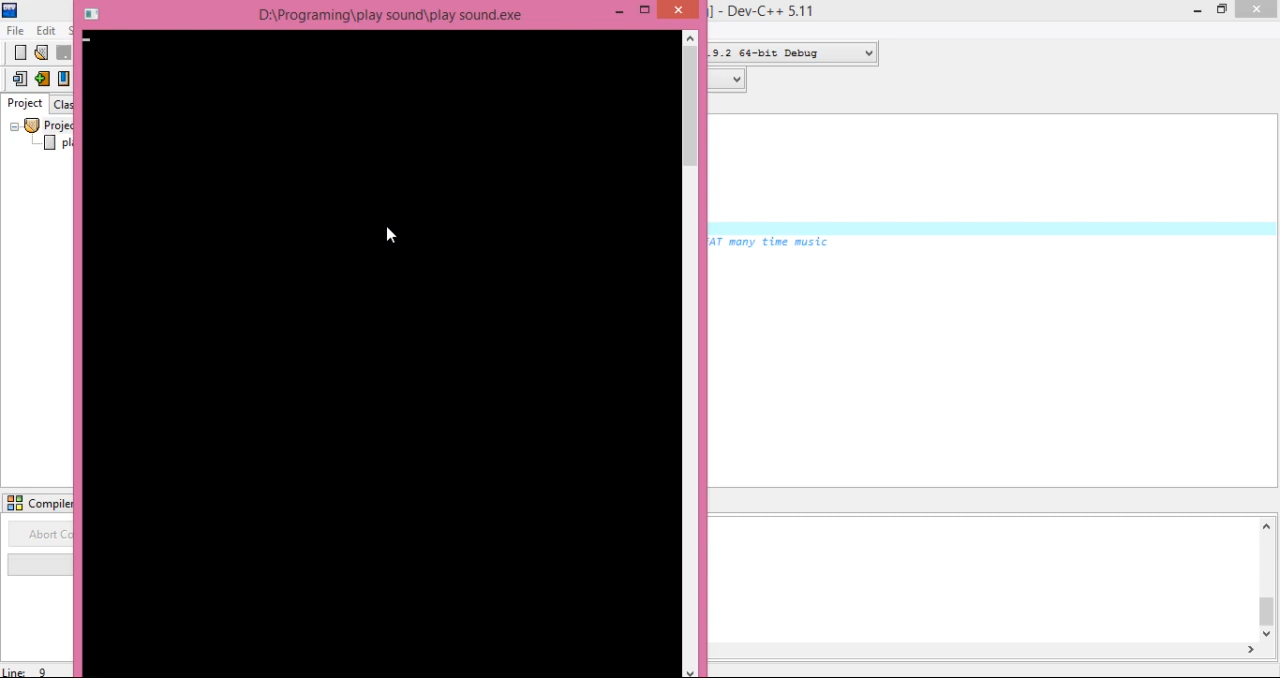 D:\Programing\play sound\play sound.exe
] - Dev-C++ 5.11
File Edit
.9.2 64-bit Debug
Project Clas
Projec
pla
AT many time music
Compiler
Abort Co
Line: 9